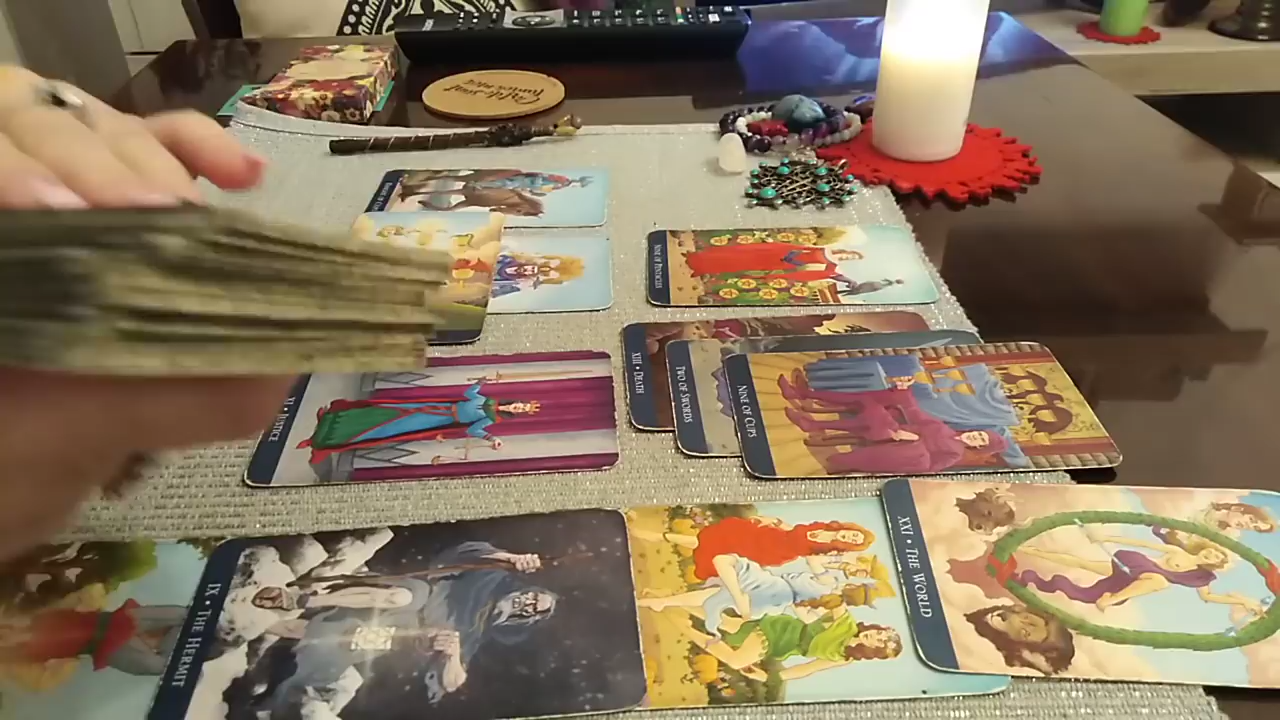 NINE OF PENTACLES
XIII • DEATH
TWO OF SWORDS
NINE OF CUPS
XI • JUSTICE
IX • THE HERMIT
XXI • THE WORLD